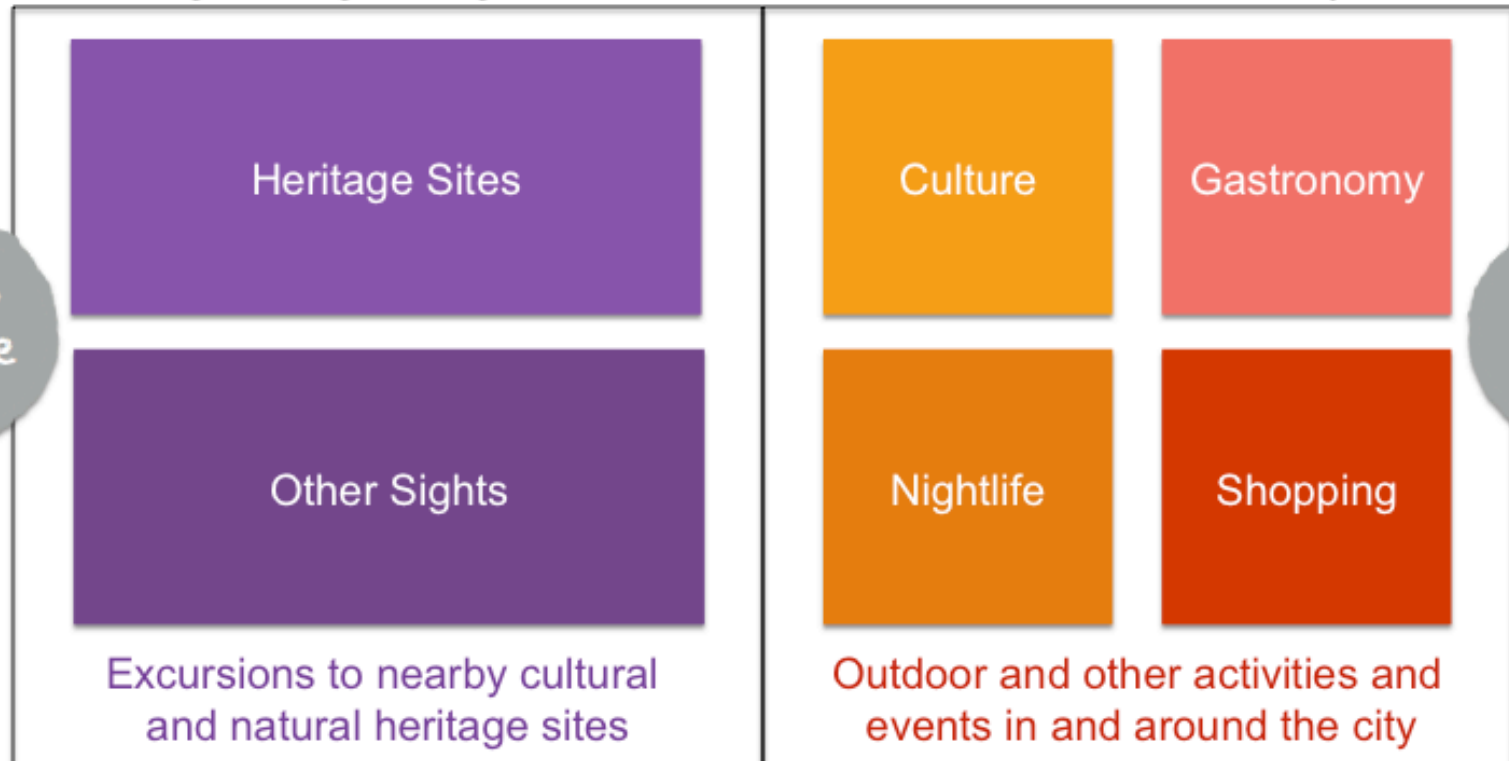 Heritage Sites
Other Sights
Excursions to nearby cultural
and natural heritage sites
Culture
Gastronomy
Nightlife
Shopping
Outdoor and other activities and
events in and around the city